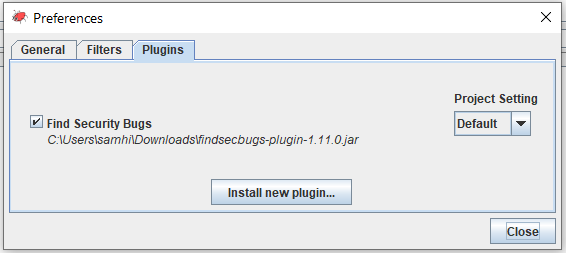 Preferences
General Filters Plugins
Project Setting
Find Security Bugs
Default
C:\Users\samhi\Downloads\findsecbugs-plugin-1.11.0.jar
Install new plugin...
Close